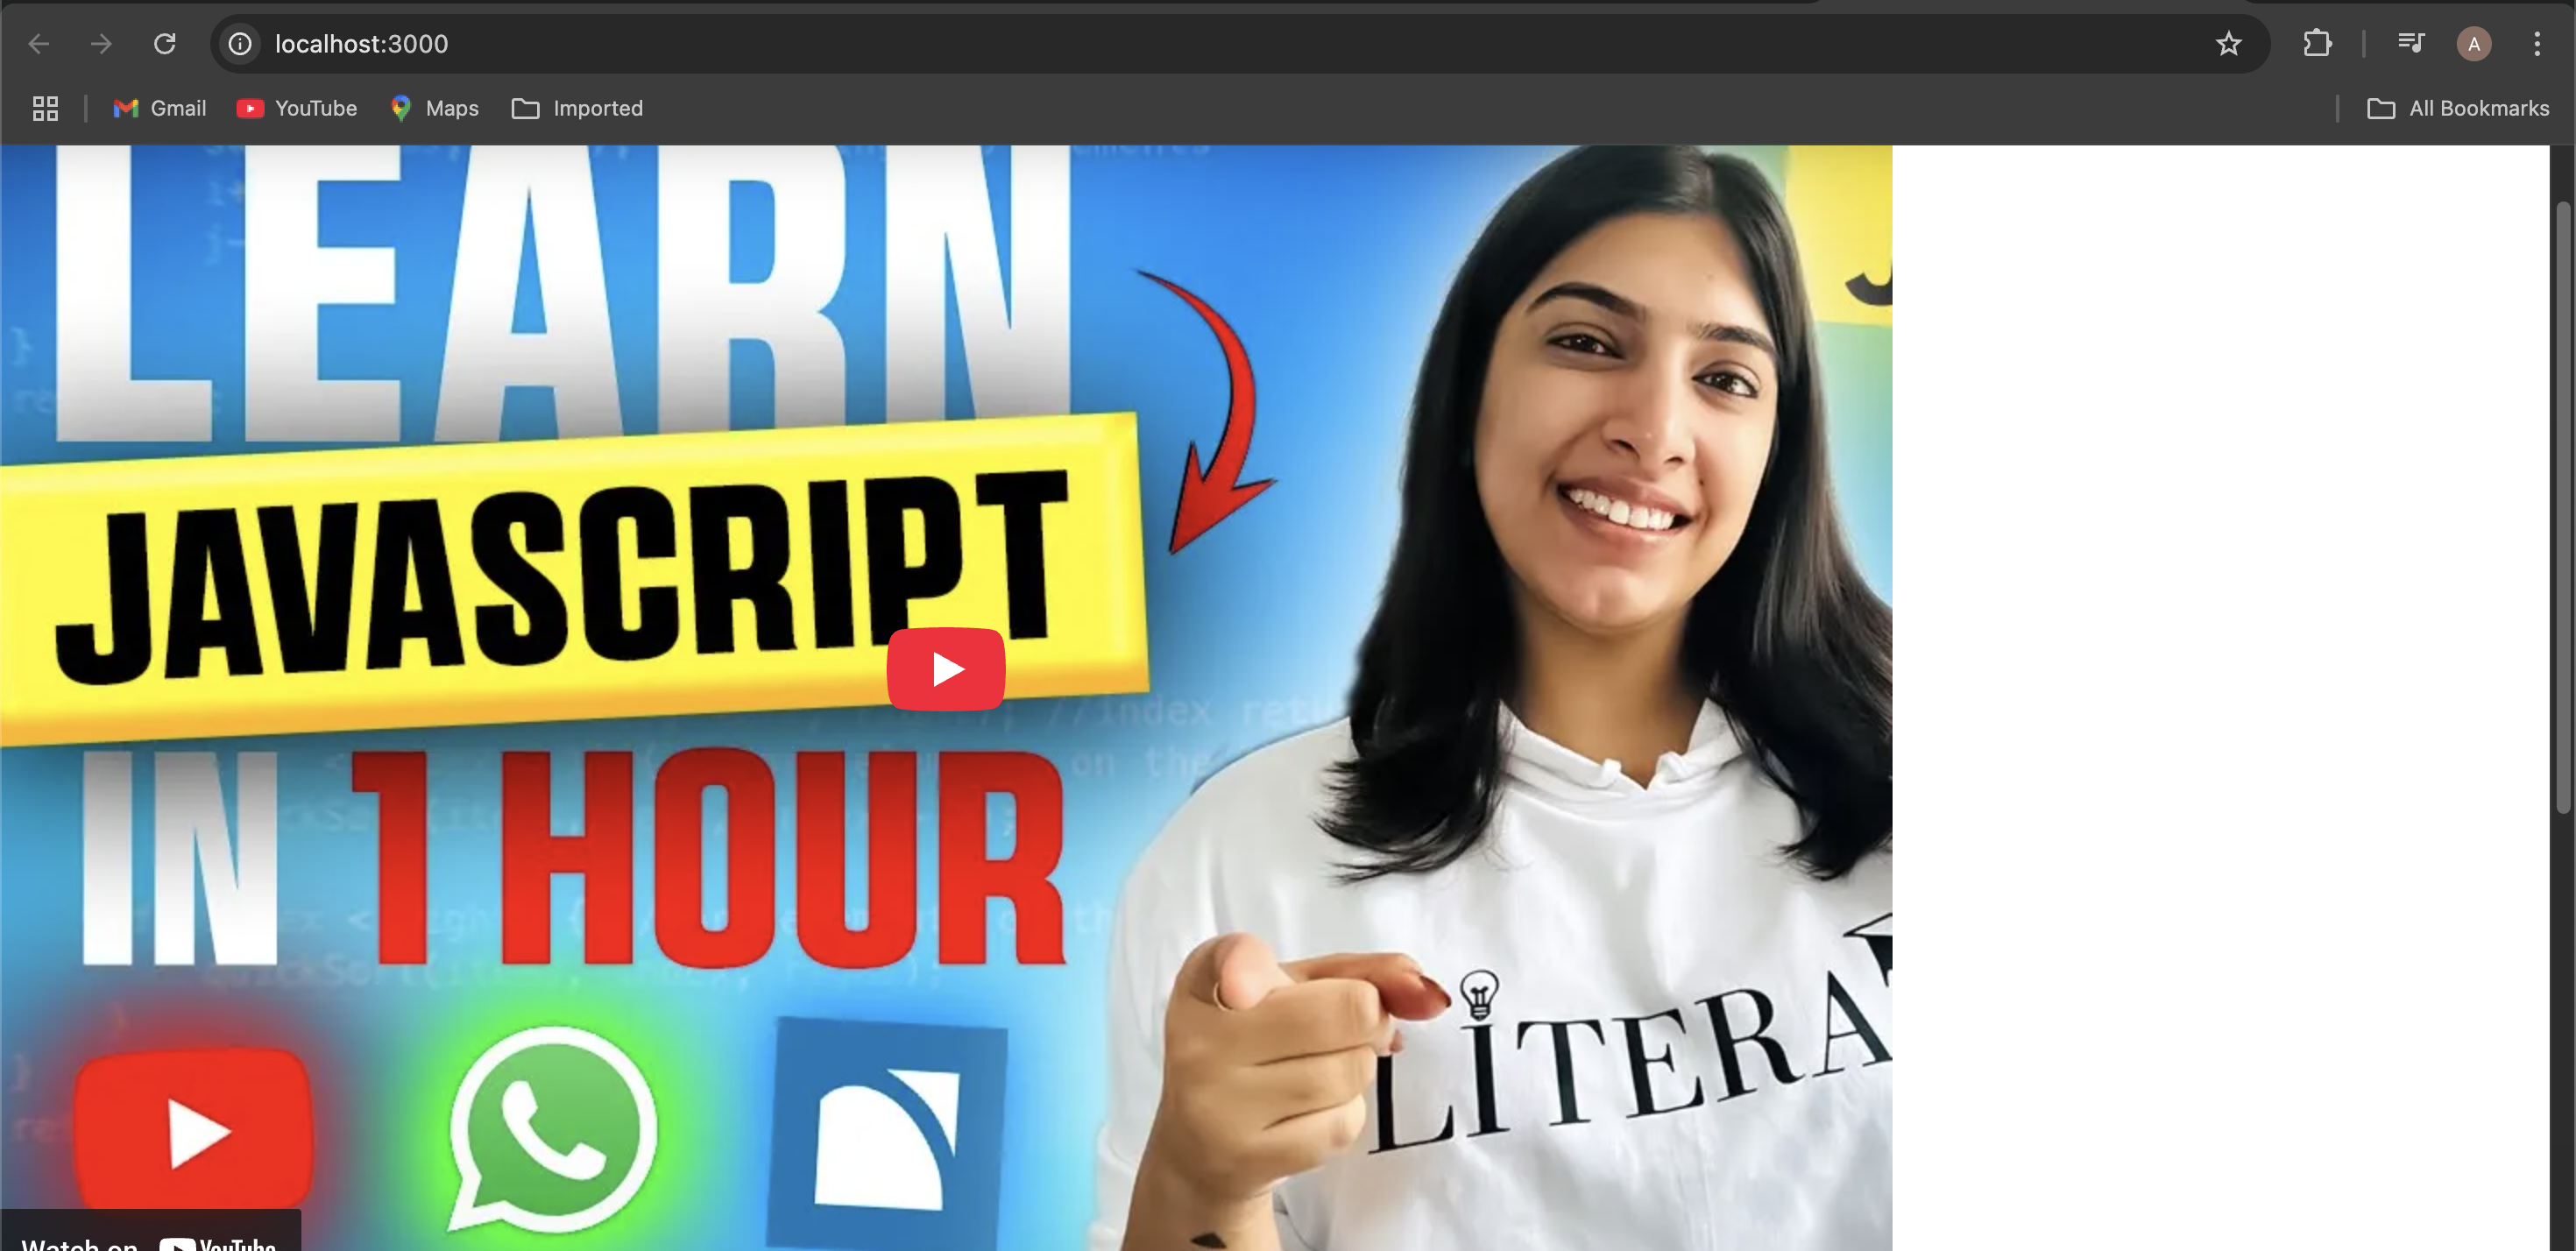 localhost:3000
A
Gmail
YouTube
Maps
Imported
All Bookmarks
LEARN
JAVASCRIPT
IN 1 HOUR
LITERA
Watch on YouTube